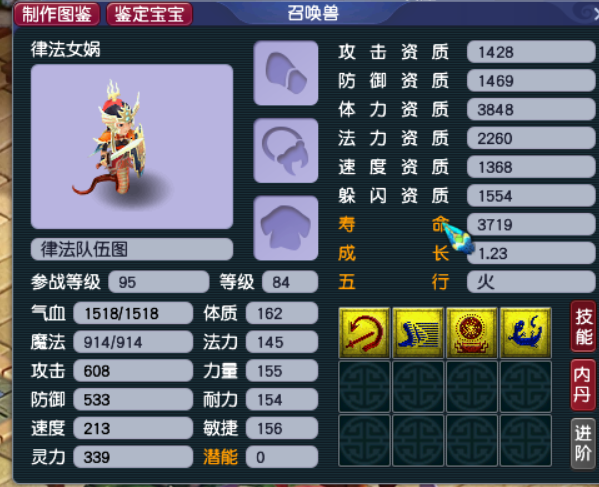 制作图鉴 鉴定宝宝 召唤兽
律法女娲
律法队伍图
参战等级 95 等级 84
气血 1518/1518 体质 162
魔法 914/914 法力 145
攻击 608 力量 155
防御 533 耐力 154
速度 213 敏捷 156
灵力 339 潜能 0
攻击资质 1428
防御资质 1469
体力资质 3848
法力资质 2260
速度资质 1368
躲闪资质 1554
寿命 3719
成长 1.23
五行 火
技能
内丹
进阶